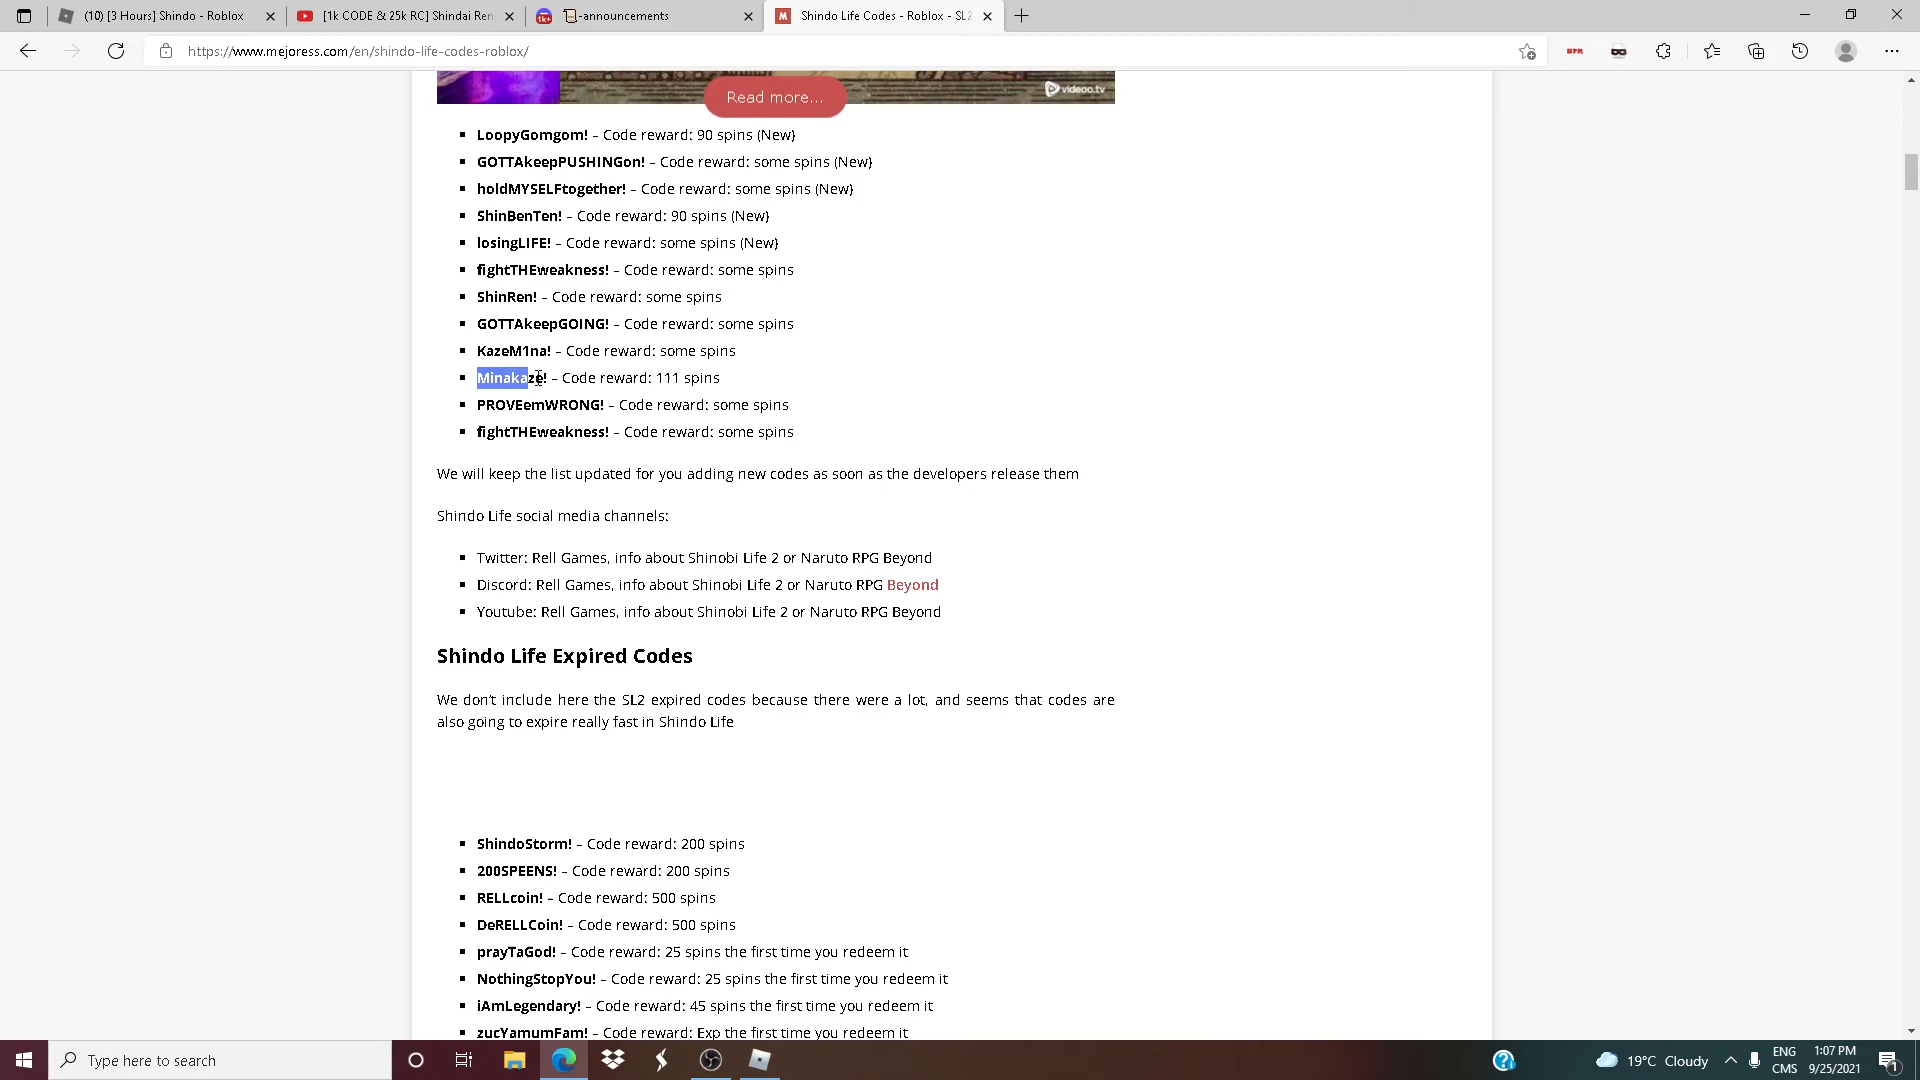 (10) [3 Hours] Shindo - Roblox
[1k CODE & 25k RC] Shindai Ren
1k+
-announcements
M
Shindo Life Codes - Roblox - SL2
https://www.mejoress.com/en/shindo-life-codes-roblox/
videoo.tv
Read more...
LoopyGomgom! – Code reward: 90 spins (New}
GOTTAkeepPUSHINGon! – Code reward: some spins (New}
holdMYSELFtogether! – Code reward: some spins (New}
ShinBenTen! – Code reward: 90 spins (New}
losingLIFE! – Code reward: some spins (New}
fightTHEweakness! – Code reward: some spins
ShinRen! – Code reward: some spins
GOTTAkeepGOING! – Code reward: some spins
KazeM1na! – Code reward: some spins
Minakaze! – Code reward: 111 spins
PROVEemWRONG! – Code reward: some spins
fightTHEweakness! – Code reward: some spins
We will keep the list updated for you adding new codes as soon as the developers release them
Shindo Life social media channels:
Twitter: Rell Games, info about Shinobi Life 2 or Naruto RPG Beyond
Discord: Rell Games, info about Shinobi Life 2 or Naruto RPG Beyond
Youtube: Rell Games, info about Shinobi Life 2 or Naruto RPG Beyond
Shindo Life Expired Codes
We don't include here the SL2 expired codes because there were a lot, and seems that codes are
also going to expire really fast in Shindo Life
ShindoStorm! – Code reward: 200 spins
200SPEENS! – Code reward: 200 spins
RELLcoin! – Code reward: 500 spins
DeRELLCoin! – Code reward: 500 spins
prayTaGod! – Code reward: 25 spins the first time you redeem it
NothingStopYou! – Code reward: 25 spins the first time you redeem it
iAmLegendary! – Code reward: 45 spins the first time you redeem it
zucYamumFam! – Code reward: Exp the first time you redeem it
Type here to search
19°C Cloudy
ENG
CMS
1:07 PM
9/25/2021
1